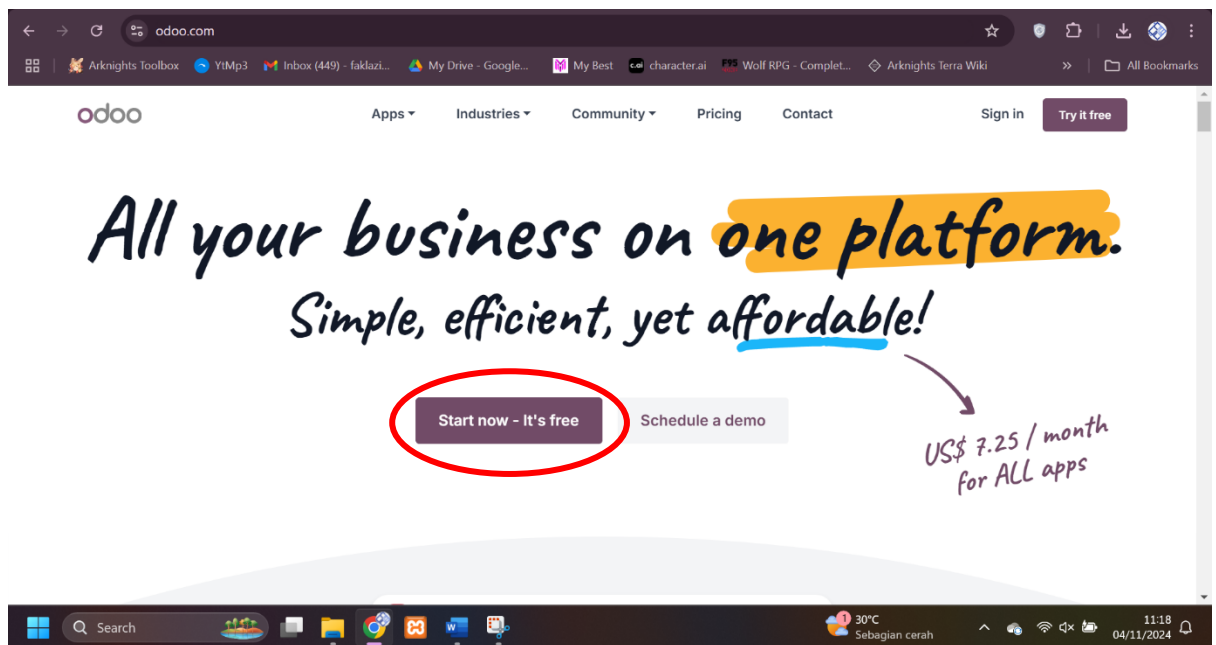 odoo.com
Arknights Toolbox YtMp3 Inbox (449) - faklazi... My Drive - Google... My Best c.ai character.ai F95 Wolf RPG - Complet... Arknights Terra Wiki » All Bookmarks
odoo Apps Industries Community Pricing Contact Sign in Try it free
All your business on one platform.
Simple, efficient, yet affordable!
Start now - It's free Schedule a demo
US$ 7.25 / month
for ALL apps
Search 1 30°C 11:18
Sebagian cerah 04/11/2024